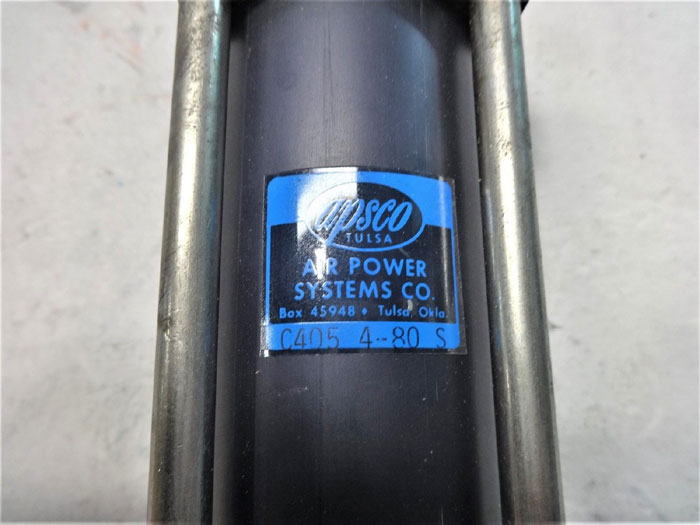 apsco
TULSA
AIR POWER
SYSTEMS CO.
Box 45948 • Tulsa, Okla.
C405 4-80 S